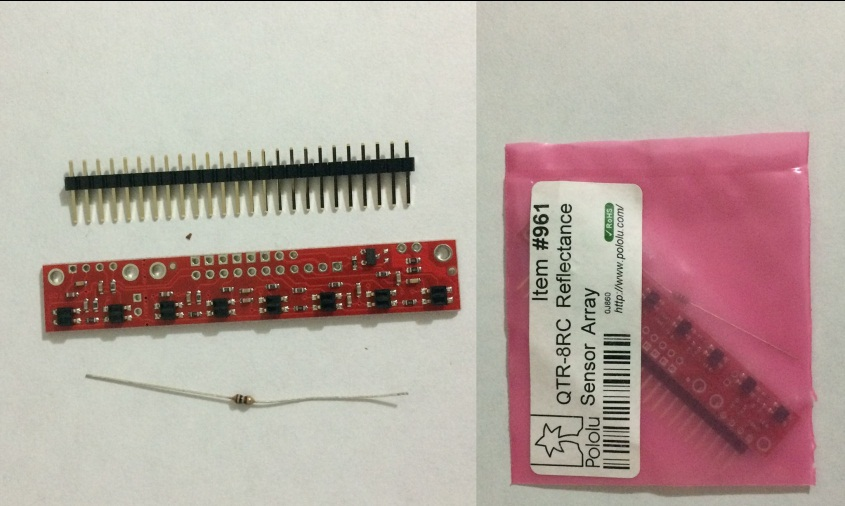 Item #961
✓RoHS
QTR-8RC Reflectance
Sensor Array
0J860
http://www.pololu.com/
Pololu